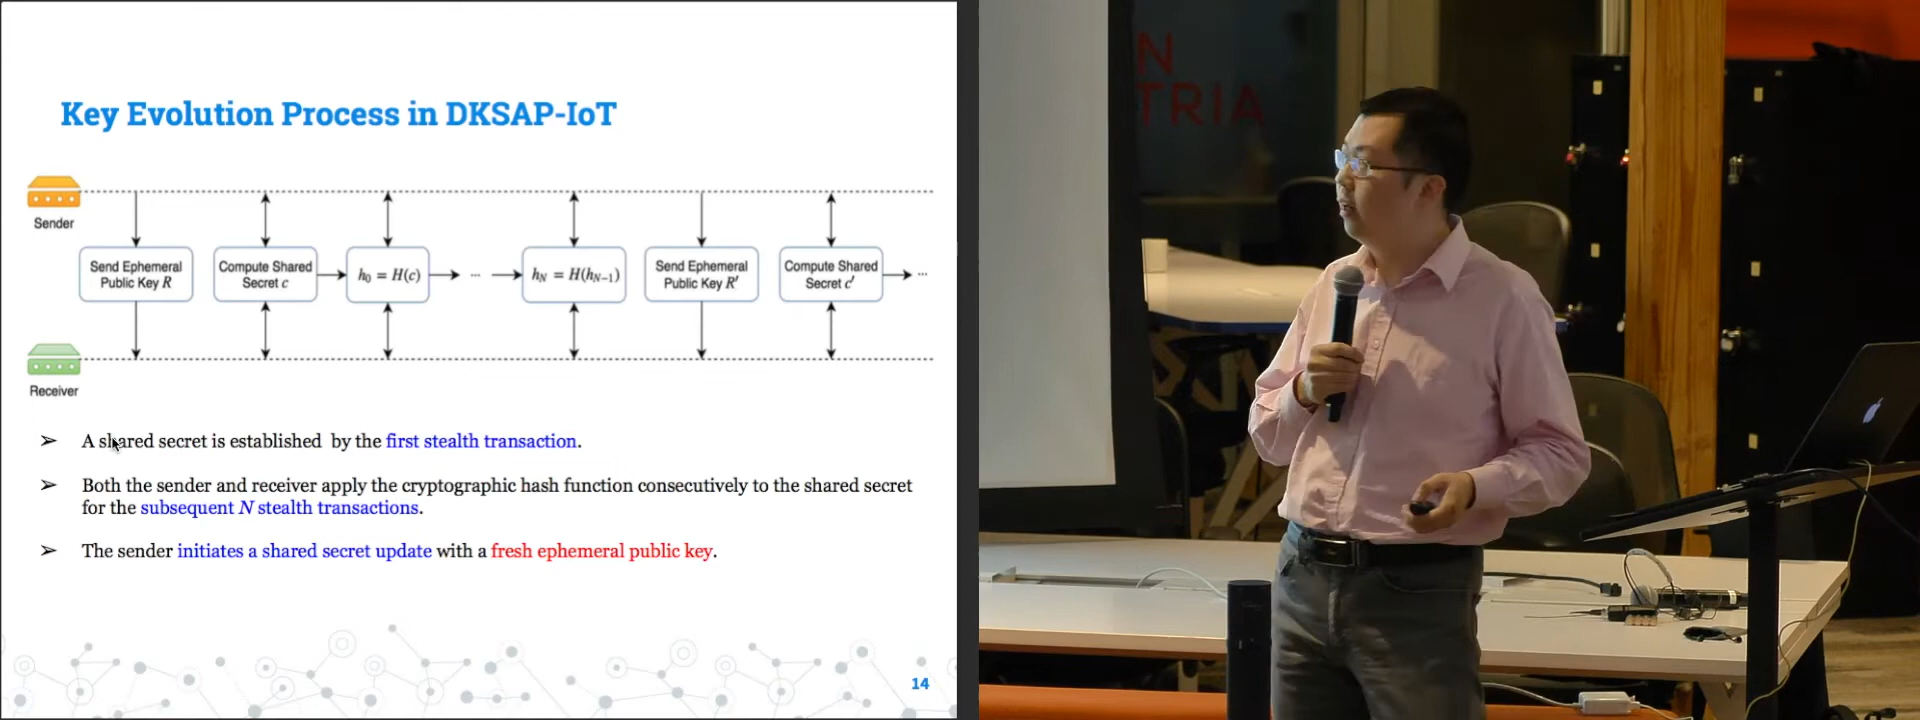 Key Evolution Process in DKSAP-IoT
Sender
Send Ephemeral
Public Key R
Compute Shared
Secret c
h₀ = H(c)
...
hN = H(hN−1)
Send Ephemeral
Public Key R′
Compute Shared
Secret c′
...
Receiver
➢ A shared secret is established by the first stealth transaction.
➢ Both the sender and receiver apply the cryptographic hash function consecutively to the shared secret
for the subsequent N stealth transactions.
➢ The sender initiates a shared secret update with a fresh ephemeral public key.
14
N
TRIA